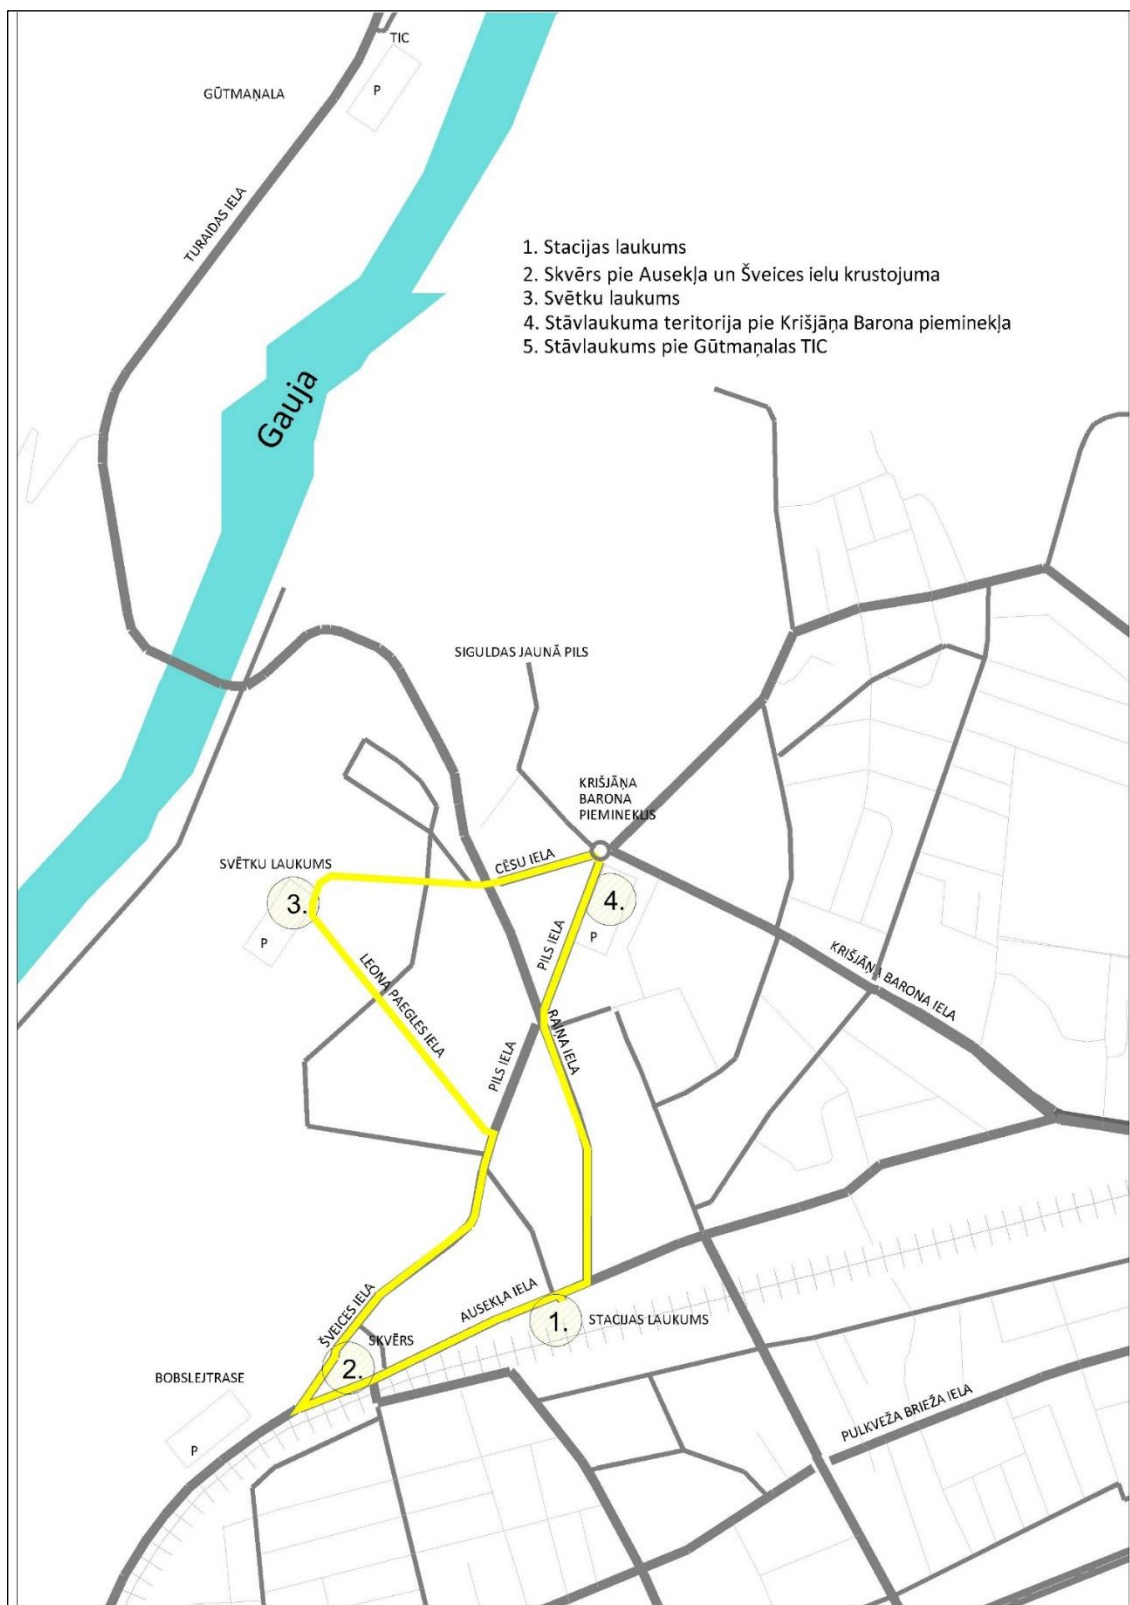 TIC
P
GŪTMAŅALA
TURAIDAS IELA
1. Stacijas laukums
2. Skvērs pie Ausekļa un Šveices ielu krustojuma
3. Svētku laukums
4. Stāvlaukuma teritorija pie Krišjāņa Barona pieminekļa
5. Stāvlaukums pie Gūtmaņalas TIC
Gauja
SIGULDAS JAUNĀ PILS
KRIŠJĀŅA
BARONA
PIEMINEKLIS
CĒSU IELA
SVĒTKU LAUKUMS
3.
4.
P
P
PILS IELA
KRIŠJĀŅA BARONA IELA
LEONA PAEGLES IELA
RAIŅA IELA
PILS IELA
AUSEKĻA IELA
1.
STACIJAS LAUKUMS
ŠVEICES IELA
SKVĒRS
2.
BOBSLEJTRASE
P
PULKVEŽA BRIEŽA IELA